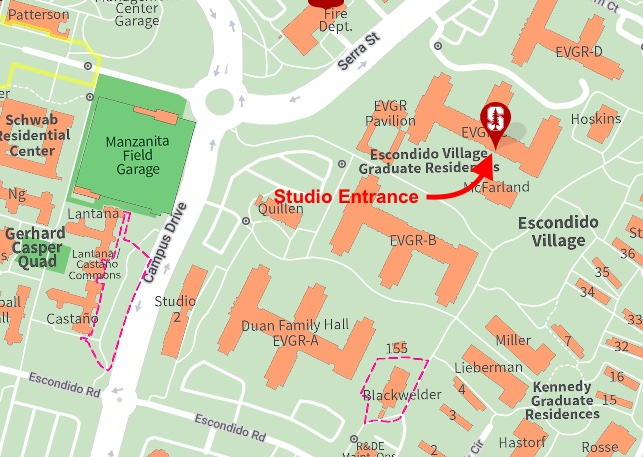 Patterson
Center
Garage
Fire
Dept.
Serra St
EVGR-D
Schwab
Residential
Center
Manzanita
Field
Garage
EVGR
Pavilion
Hoskins
Escondido Village
Graduate Residences
McFarland
Studio Entrance
Ng
Lantana
Quillen
Escondido
Village
Gerhard
Casper
Quad
Lantana/
Castaño
Commons
Campus Drive
EVGR-B
36
35
34
Castaño
Studio
2
Duan Family Hall
EVGR-A
33
32
Miller
7
155
Lieberman
Blackwelder
4
3
16
15
Kennedy
Graduate
Residences
Escondido Rd
Escondido Rd
R&DE
2
Cir
Hastorf
Rosse